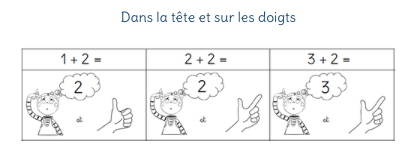 Dans la tête et sur les doigts
1 + 2 = 2 + 2 = 3 + 2 =
2 2 3
et et et